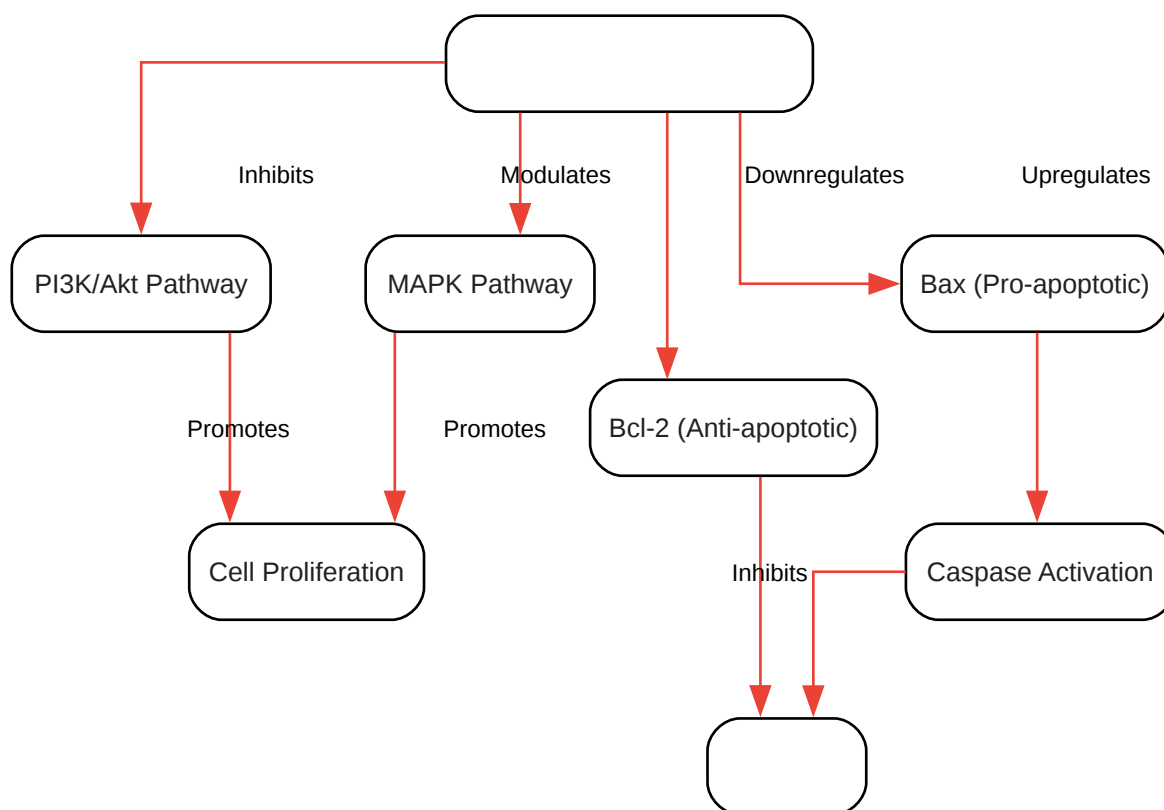 Inhibits
Modulates
Downregulates
Upregulates
PI3K/Akt Pathway
MAPK Pathway
Bax (Pro-apoptotic)
Promotes
Promotes
Bcl-2 (Anti-apoptotic)
Cell Proliferation
Inhibits
Caspase Activation